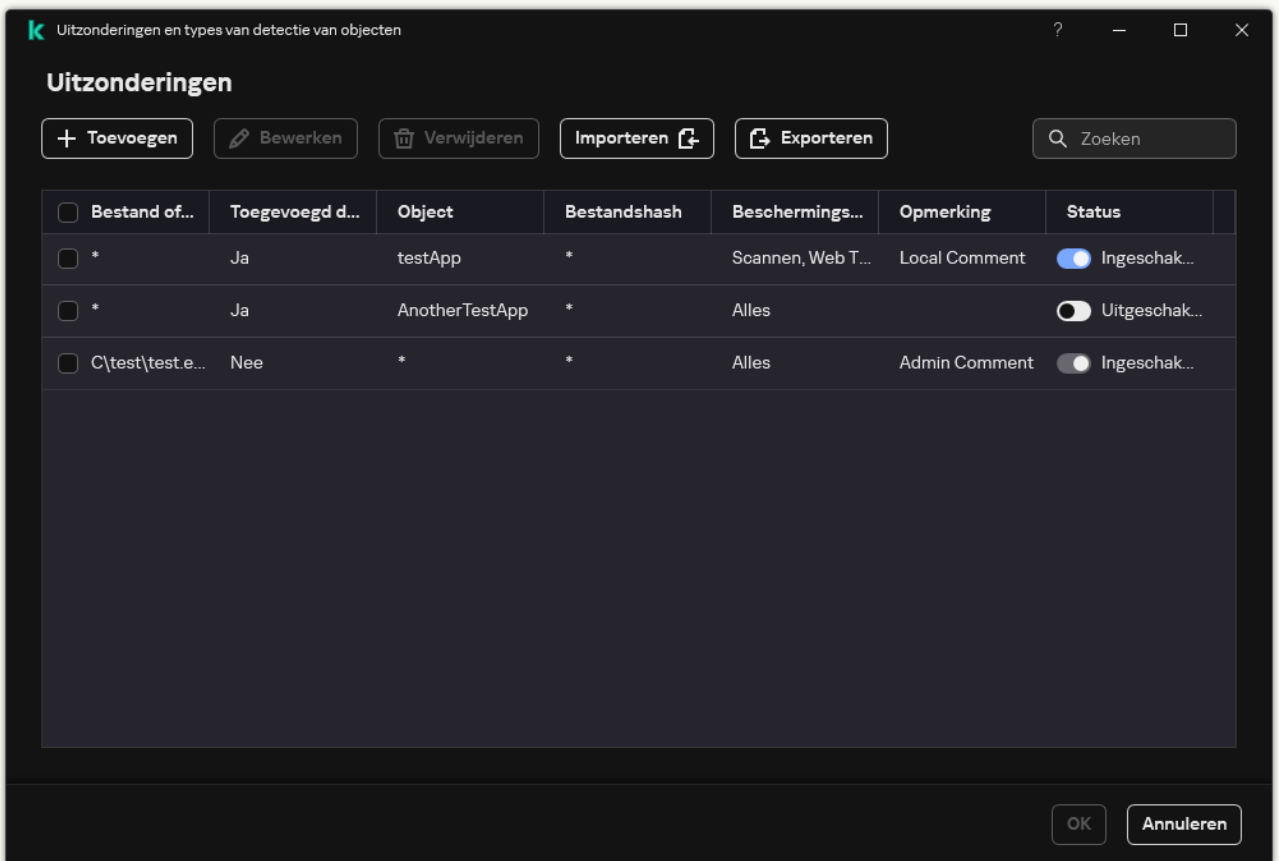 Uitzonderingen en types van detectie van objecten ?
Uitzonderingen
Toevoegen Bewerken Verwijderen Importeren Exporteren Zoeken
Bestand of... Toegevoegd d... Object Bestandshash Beschermings... Opmerking Status
* Ja testApp * Scannen, Web T... Local Comment Ingeschak...
* Ja AnotherTestApp * Alles Uitgeschak...
C\test\test.e... Nee * * Alles Admin Comment Ingeschak...
OK Annuleren